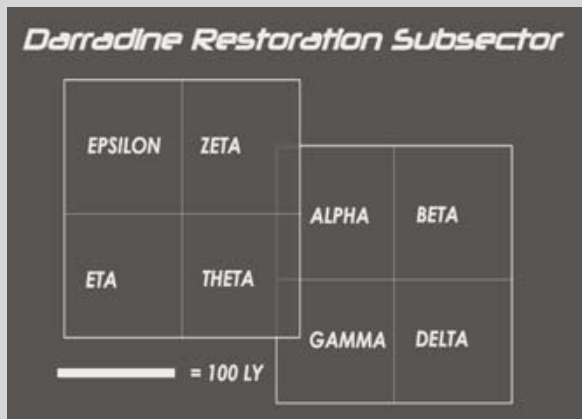 Darradine Restoration Subsector
EPSILON ZETA
ALPHA BETA
ETA THETA
GAMMA DELTA
= 100 LY